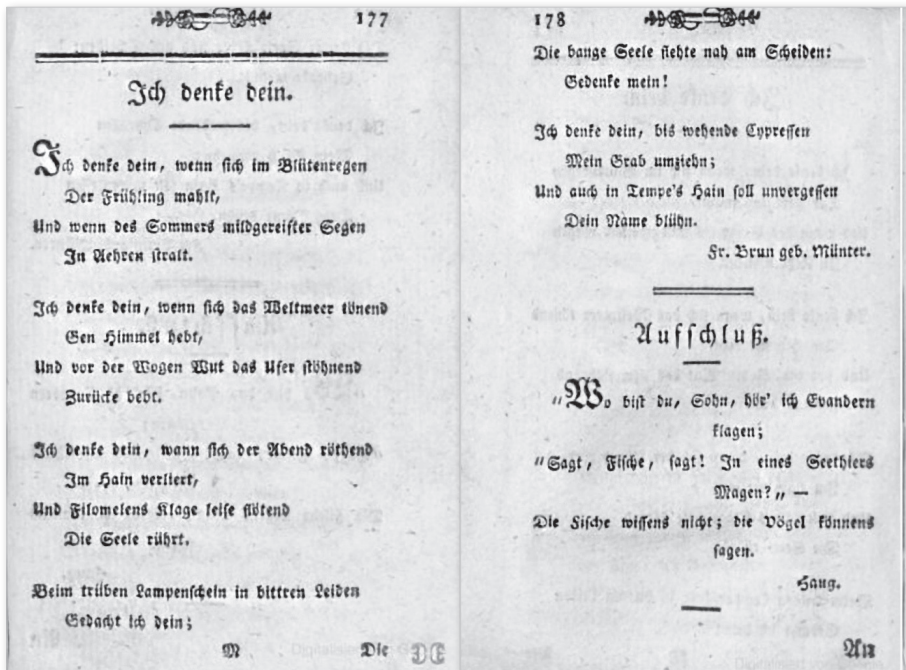 177
Ich denke dein.
Ich denke dein, wenn sich im Blütenregen
Der Frühling mahlt,
Und wenn des Sommers mildgereifter Segen
In Aehren stralt.
Ich denke dein, wenn sich das Weltmeer tönend
Gen Himmel hebt,
Und vor der Wogen Wut das Ufer stöhnend
Zurücke bebt.
Ich denke dein, wann sich der Abend röthend
Im Hain verliert,
Und Filomelens Klage leise flötend
Die Seele rührt.
Beim trüben Lampenschein in bittren Leiden
Gedacht ich dein;
M Die
178
Die bange Seele flehte nah am Scheiden:
Gedenke mein!
Ich denke dein, bis wehende Cypressen
Mein Grab umziehn;
Und auch in Tempe's Hain soll unvergessen
Dein Name blühn.
Fr. Brun geb. Münter.
Aufschluß.
„Wo bist du, Sohn, hör' ich Evandern
klagen;
„Sagt, Fische, sagt! In eines Seethiers
Magen?„ —
Die Fische wissens nicht; die Vögel können
sagen.
Haug.
An